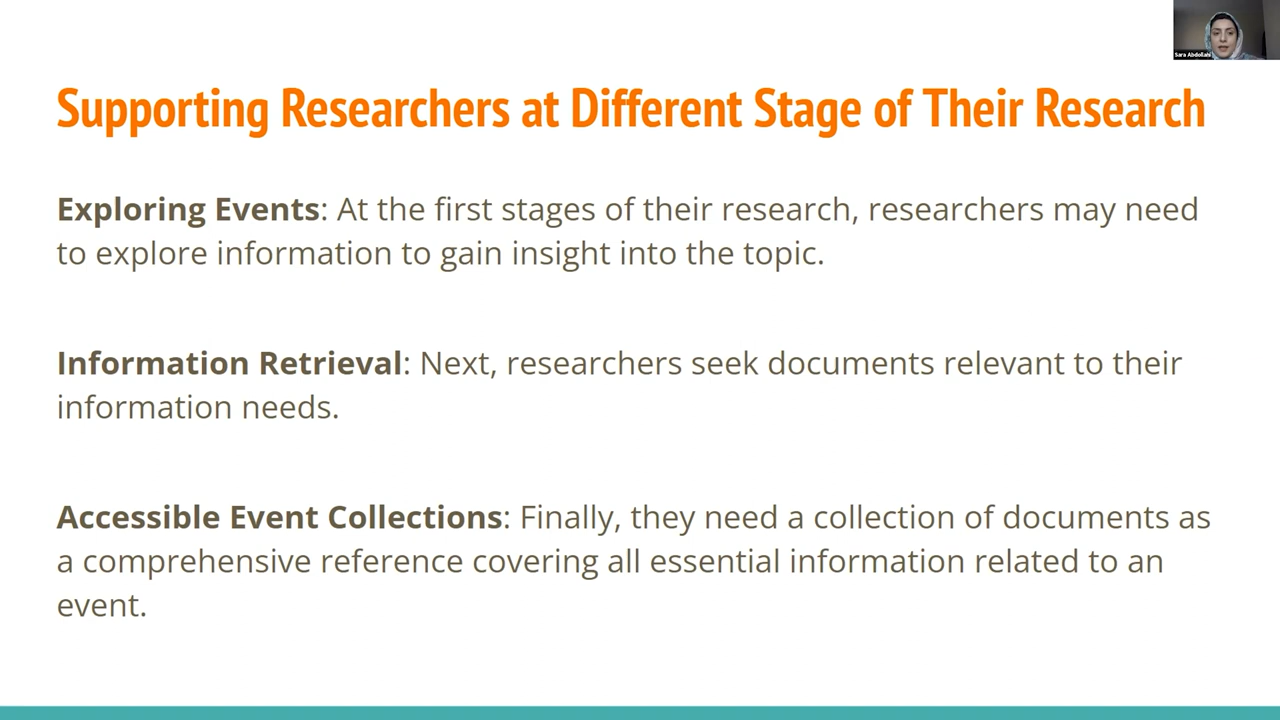 Sara Abdollahi
Supporting Researchers at Different Stage of Their Research
Exploring Events: At the first stages of their research, researchers may need
to explore information to gain insight into the topic.
Information Retrieval: Next, researchers seek documents relevant to their
information needs.
Accessible Event Collections: Finally, they need a collection of documents as
a comprehensive reference covering all essential information related to an
event.